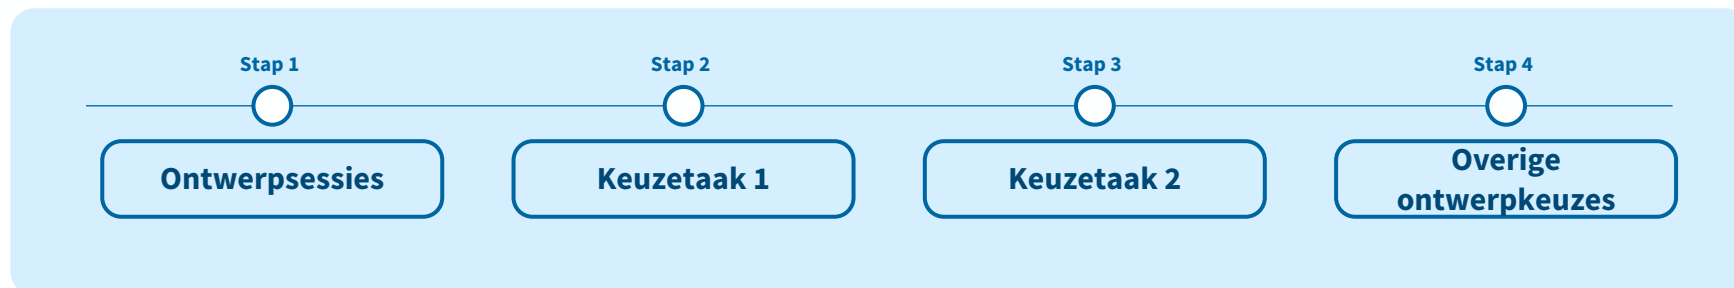 Stap 1
Stap 2
Stap 3
Stap 4
Ontwerpsessies
Keuzetaak 1
Keuzetaak 2
Overige
ontwerpkeuzes